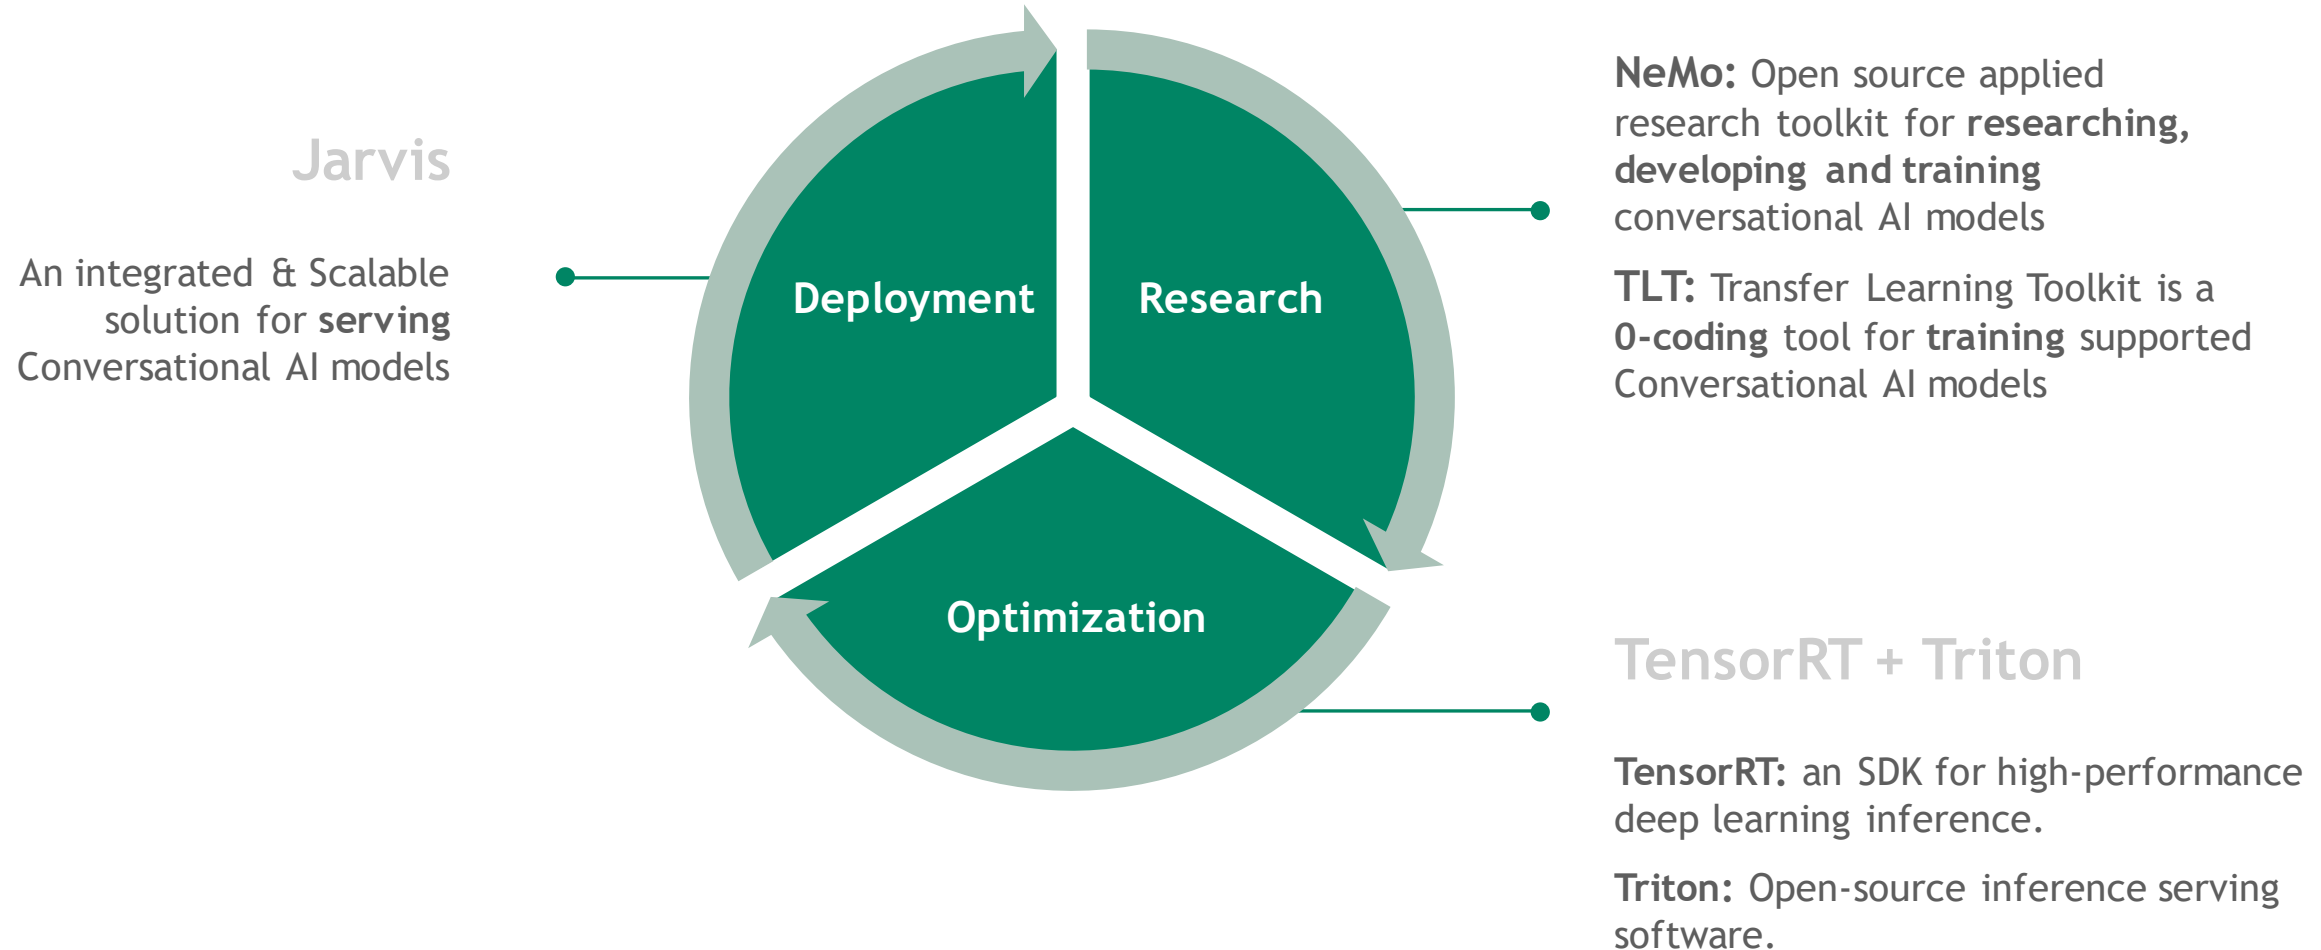 Jarvis
An integrated & Scalable
solution for serving
Conversational AI models
Deployment
Research
Optimization
NeMo: Open source applied
research toolkit for researching,
developing and training
conversational AI models
TLT: Transfer Learning Toolkit is a
0-coding tool for training supported
Conversational AI models
TensorRT + Triton
TensorRT: an SDK for high-performance
deep learning inference.
Triton: Open-source inference serving
software.